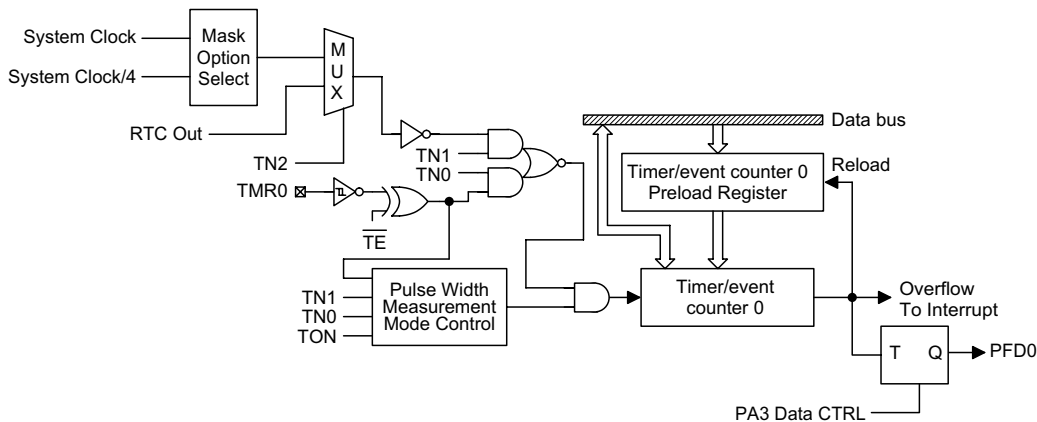 System Clock
System Clock/4
Mask
Option
Select
M
U
X
RTC Out
TN2
TN1
TN0
TMR0
TE
Data bus
Timer/event counter 0
Preload Register
Reload
TN1
TN0
TON
Pulse Width
Measurement
Mode Control
Timer/event
counter 0
Overflow
To Interrupt
T Q
PFD0
PA3 Data CTRL